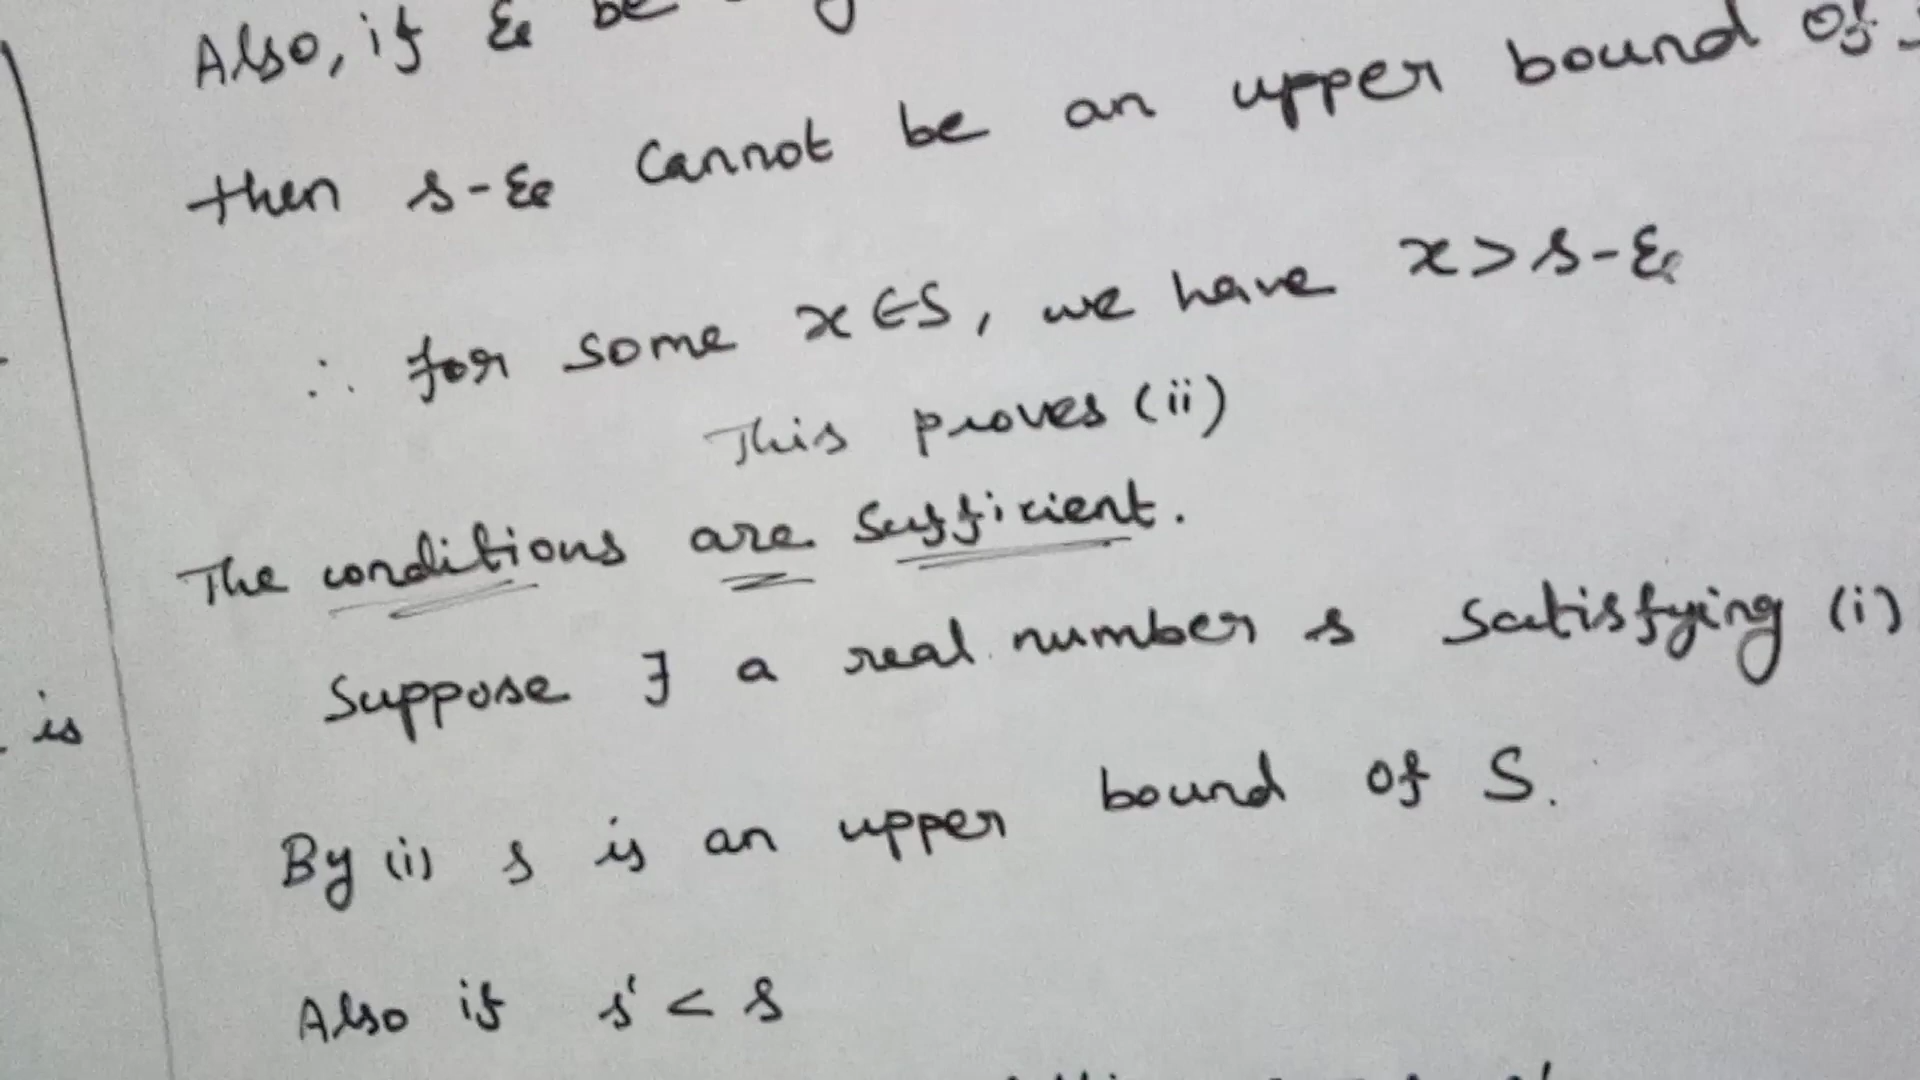 Also, if ε be
then s-ε Cannot be an upper bound of
∴ for some x∈S, we have x>s-ε
This proves (ii)
The conditions are sufficient.
Suppose ∃ a real number s satisfying (i)
is
By (i) s is an upper bound of S.
Also if s' < s